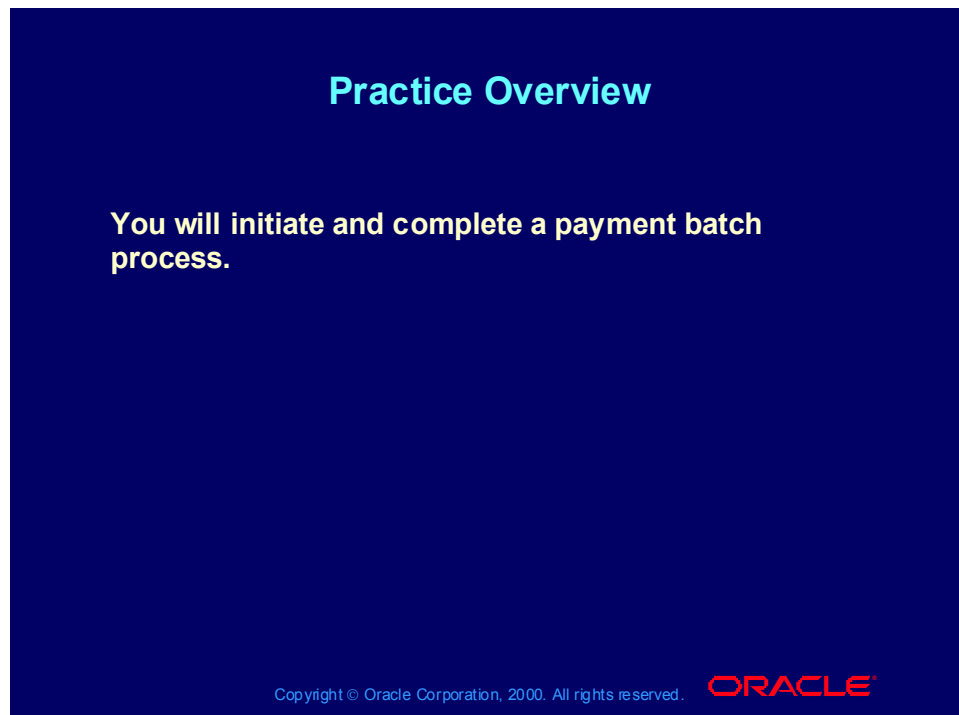 Practice Overview
You will initiate and complete a payment batch
process.
Copyright © Oracle Corporation, 2000. All rights reserved.
ORACLE®